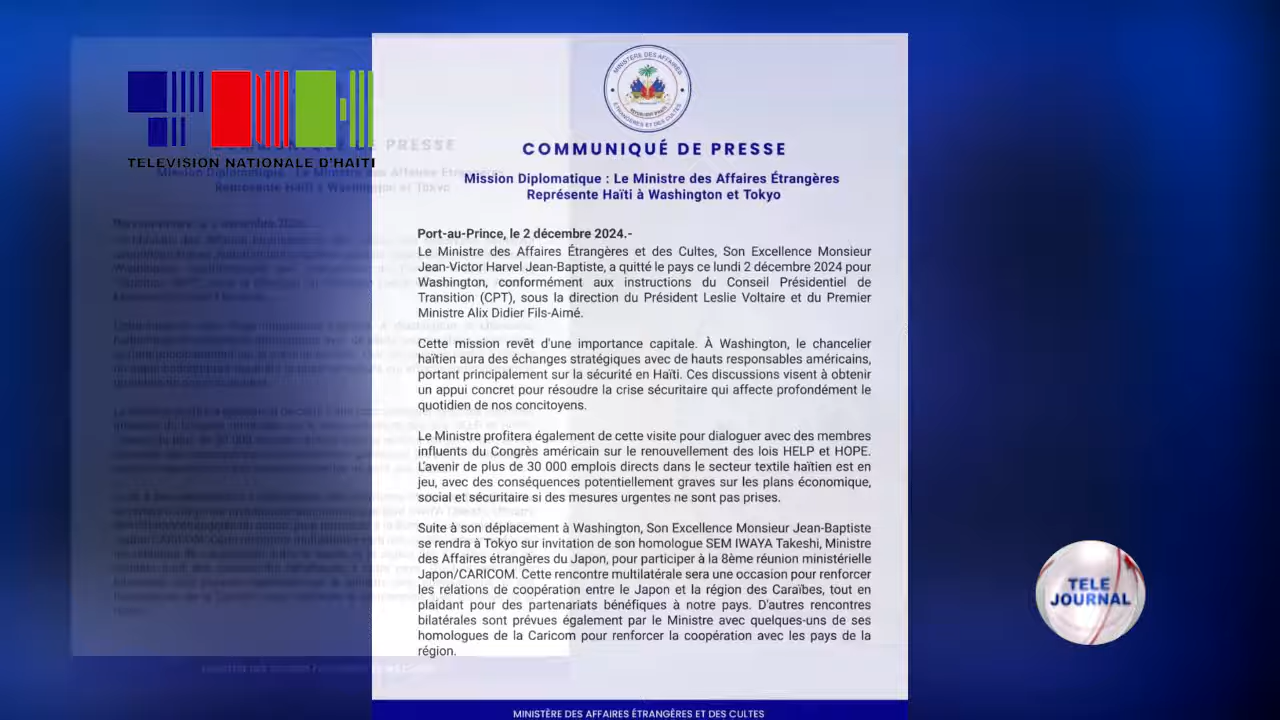 TELEVISION NATIONALE D'HAITI
MINISTÈRE DES AFFAIRES
ÉTRANGÈRES ET DES CULTES
COMMUNIQUÉ DE PRESSE
Mission Diplomatique : Le Ministre des Affaires Étrangères
Représente Haïti à Washington et Tokyo
Port-au-Prince, le 2 décembre 2024.-
Le Ministre des Affaires Étrangères et des Cultes, Son Excellence Monsieur
Jean-Victor Harvel Jean-Baptiste, a quitté le pays ce lundi 2 décembre 2024 pour
Washington, conformément aux instructions du Conseil Présidentiel de
Transition (CPT), sous la direction du Président Leslie Voltaire et du Premier
Ministre Alix Didier Fils-Aimé.
Cette mission revêt d'une importance capitale. À Washington, le chancelier
haïtien aura des échanges stratégiques avec de hauts responsables américains,
portant principalement sur la sécurité en Haïti. Ces discussions visent à obtenir
un appui concret pour résoudre la crise sécuritaire qui affecte profondément le
quotidien de nos concitoyens.
Le Ministre profitera également de cette visite pour dialoguer avec des membres
influents du Congrès américain sur le renouvellement des lois HELP et HOPE.
L'avenir de plus de 30 000 emplois directs dans le secteur textile haïtien est en
jeu, avec des conséquences potentiellement graves sur les plans économique,
social et sécuritaire si des mesures urgentes ne sont pas prises.
Suite à son déplacement à Washington, Son Excellence Monsieur Jean-Baptiste
se rendra à Tokyo sur invitation de son homologue SEM IWAYA Takeshi, Ministre
des Affaires étrangères du Japon, pour participer à la 8ème réunion ministérielle
Japon/CARICOM. Cette rencontre multilatérale sera une occasion pour renforcer
les relations de coopération entre le Japon et la région des Caraïbes, tout en
plaidant pour des partenariats bénéfiques à notre pays. D'autres rencontres
bilatérales sont prévues également par le Ministre avec quelques-uns de ses
homologues de la Caricom pour renforcer la coopération avec les pays de la
région.
MINISTÈRE DES AFFAIRES ÉTRANGÈRES ET DES CULTES
TELE
JOURNAL